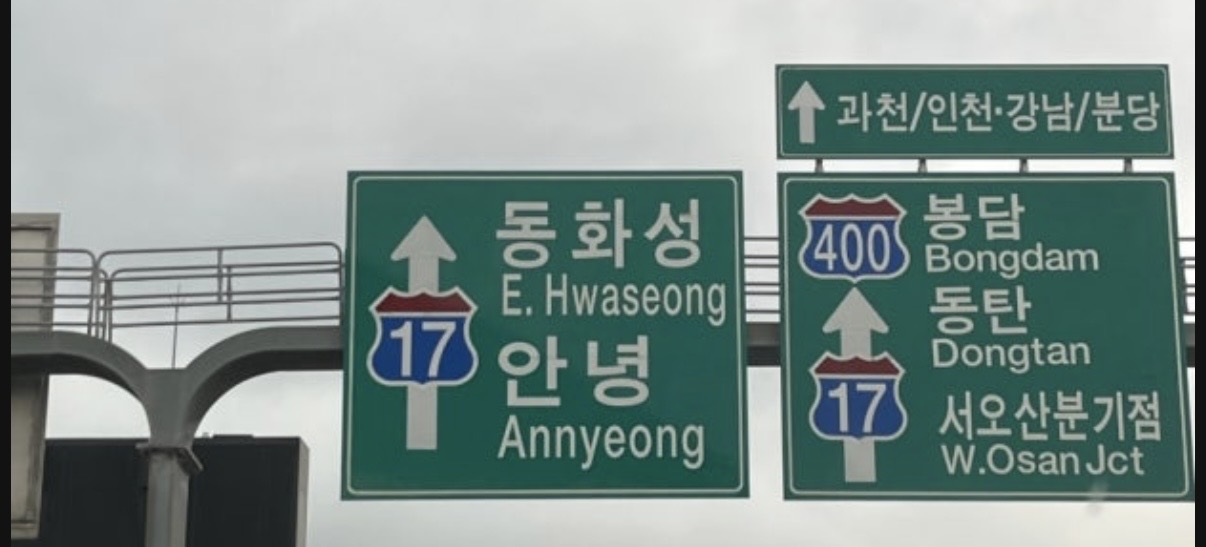 동화성
E. Hwaseong
17
안녕
Annyeong
과천/인천·강남/분당
400
봉담
Bongdam
동탄
Dongtan
17
서오산분기점
W.Osan Jct